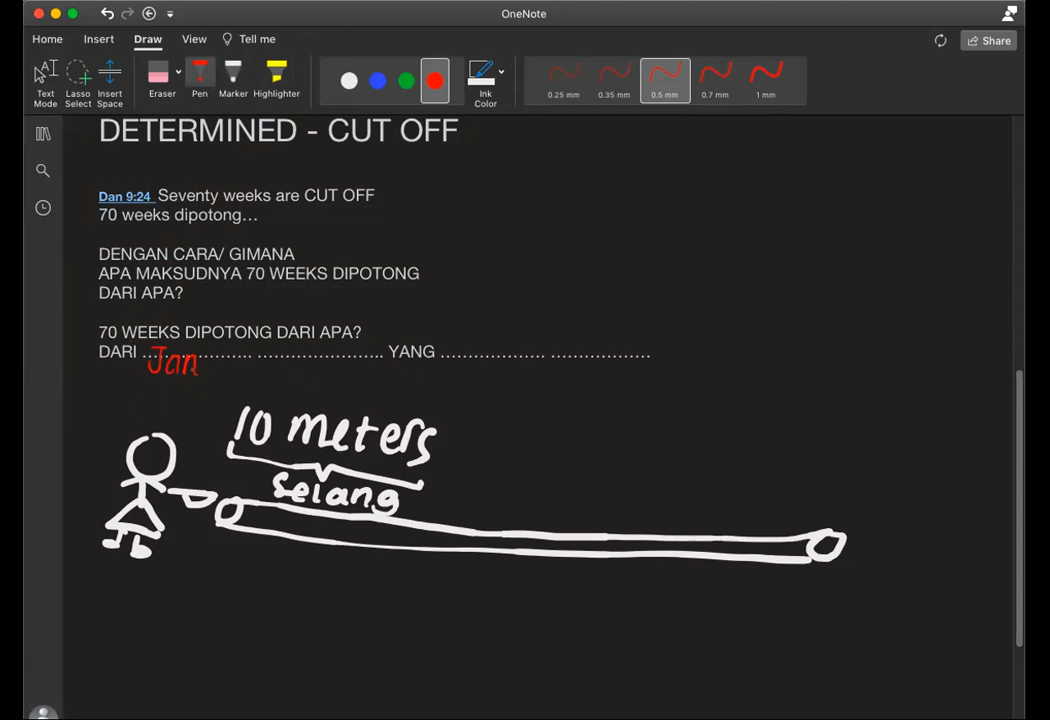 OneNote
Home Insert Draw View Tell me
Share
Text Mode
Lasso Select
Insert Space
Eraser
Pen
Marker
Highlighter
Ink Color
0.25 mm 0.35 mm 0.5 mm 0.7 mm 1 mm
DETERMINED - CUT OFF
Dan 9:24 Seventy weeks are CUT OFF
70 weeks dipotong…
DENGAN CARA/ GIMANA
APA MAKSUDNYA 70 WEEKS DIPOTONG
DARI APA?
70 WEEKS DIPOTONG DARI APA?
DARI ……………….. ………………….. YANG ………………. ………………
Jan
10 meters
selang